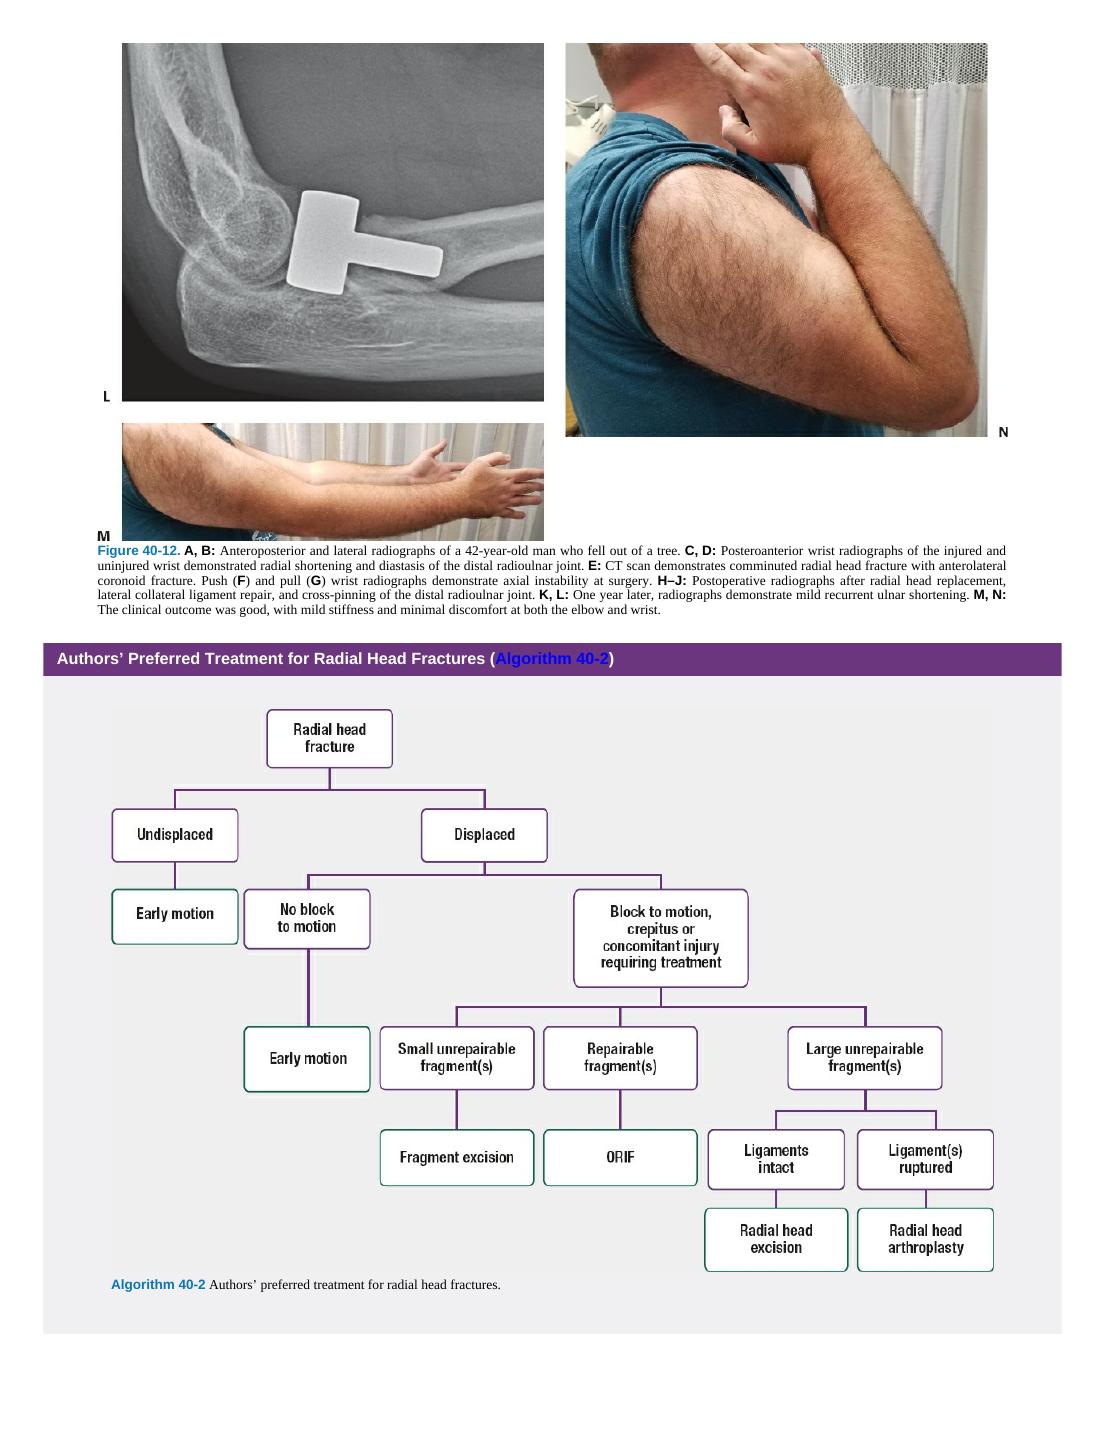 L
N
M
Figure 40-12. A, B: Anteroposterior and lateral radiographs of a 42-year-old man who fell out of a tree. C, D: Posteroanterior wrist radiographs of the injured and
uninjured wrist demonstrated radial shortening and diastasis of the distal radioulnar joint. E: CT scan demonstrates comminuted radial head fracture with anterolateral
coronoid fracture. Push (F) and pull (G) wrist radiographs demonstrate axial instability at surgery. H–J: Postoperative radiographs after radial head replacement,
lateral collateral ligament repair, and cross-pinning of the distal radioulnar joint. K, L: One year later, radiographs demonstrate mild recurrent ulnar shortening. M, N:
The clinical outcome was good, with mild stiffness and minimal discomfort at both the elbow and wrist.
Authors’ Preferred Treatment for Radial Head Fractures (Algorithm 40-2)
Radial head
fracture
Undisplaced
Displaced
Early motion
No block
to motion
Block to motion,
crepitus or
concomitant injury
requiring treatment
Early motion
Small unrepairable
fragment(s)
Repairable
fragment(s)
Large unrepairable
fragment(s)
Fragment excision
ORIF
Ligaments
intact
Ligament(s)
ruptured
Radial head
excision
Radial head
arthroplasty
Algorithm 40-2 Authors’ preferred treatment for radial head fractures.